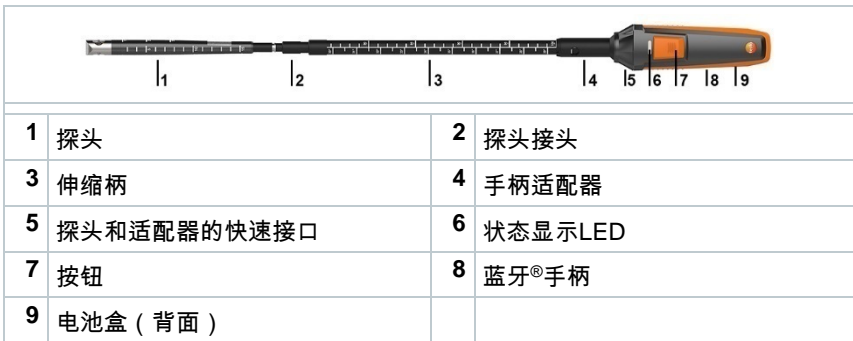 1 2 3 4 5 6 7 8 9
1 探头 2 探头接头
3 伸缩柄 4 手柄适配器
5 探头和适配器的快速接口 6 状态显示LED
7 按钮 8 蓝牙®手柄
9 电池盒（背面）